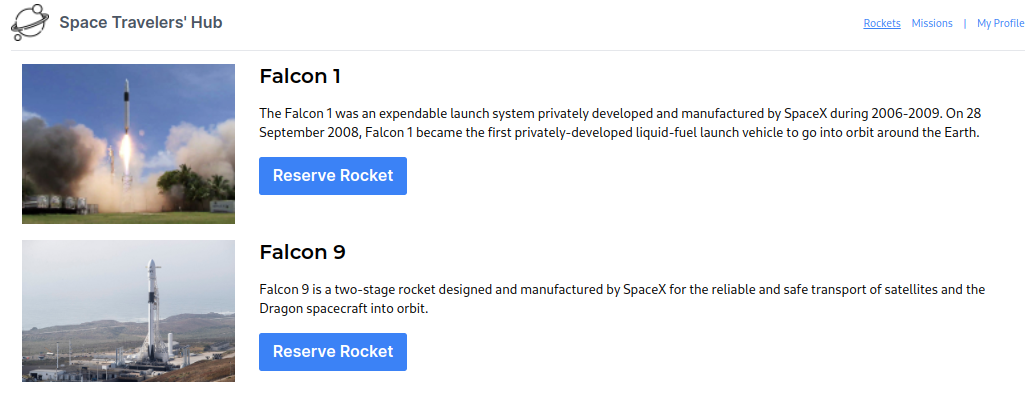 Space Travelers' Hub
Rockets Missions | My Profile
Falcon 1
The Falcon 1 was an expendable launch system privately developed and manufactured by SpaceX during 2006-2009. On 28
September 2008, Falcon 1 became the first privately-developed liquid-fuel launch vehicle to go into orbit around the Earth.
Reserve Rocket
Falcon 9
Falcon 9 is a two-stage rocket designed and manufactured by SpaceX for the reliable and safe transport of satellites and the
Dragon spacecraft into orbit.
Reserve Rocket